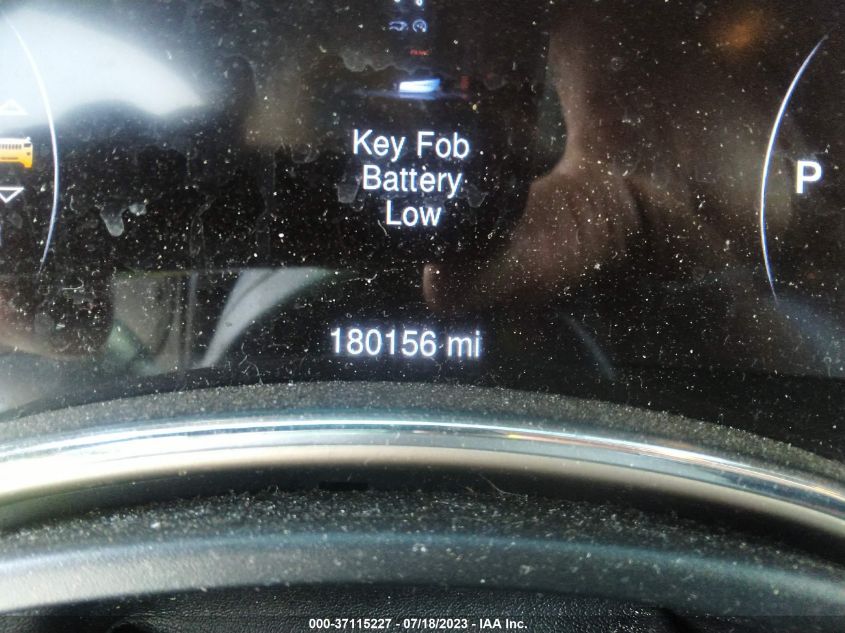 Key Fob
Battery
Low
P
180156 mi
000-37115227 - 07/18/2023 - IAA Inc.